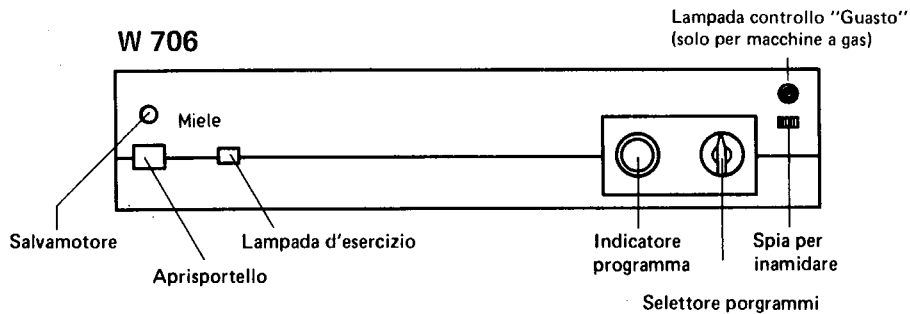 Lampada controllo "Guasto"
(solo per macchine a gas)
W 706
Miele
Salvamotore
Aprisportello
Lampada d'esercizio
Indicatore
programma
Spia per
inamidare
Selettore porgrammi